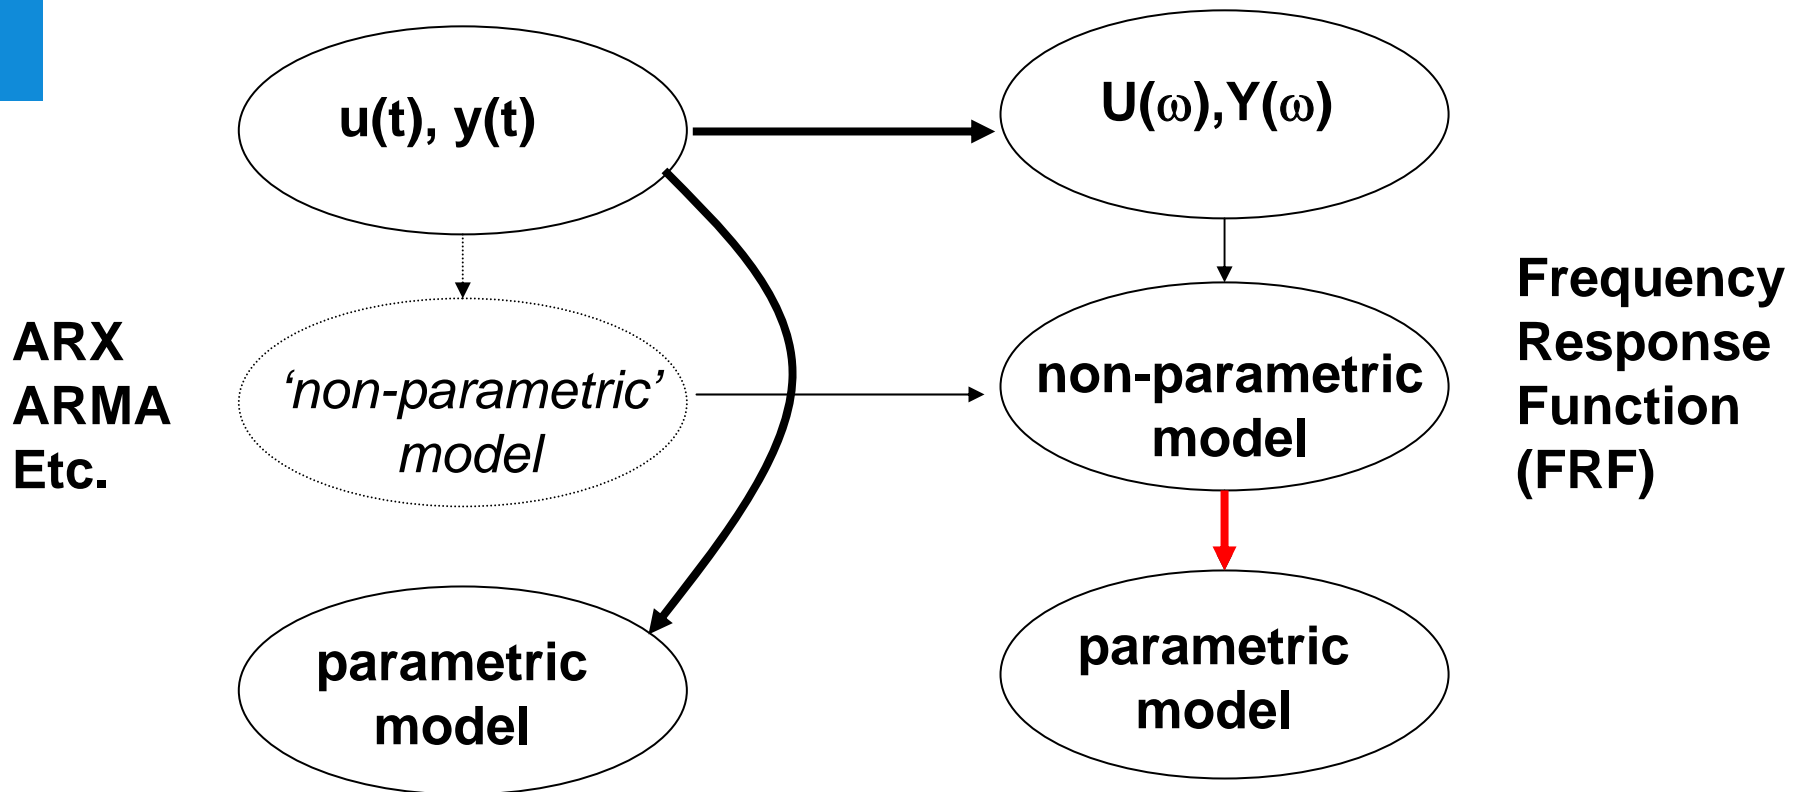 u(t), y(t)
U(ω),Y(ω)
ARX
ARMA
Etc.
‘non-parametric’
model
non-parametric
model
Frequency
Response
Function
(FRF)
parametric
model
parametric
model